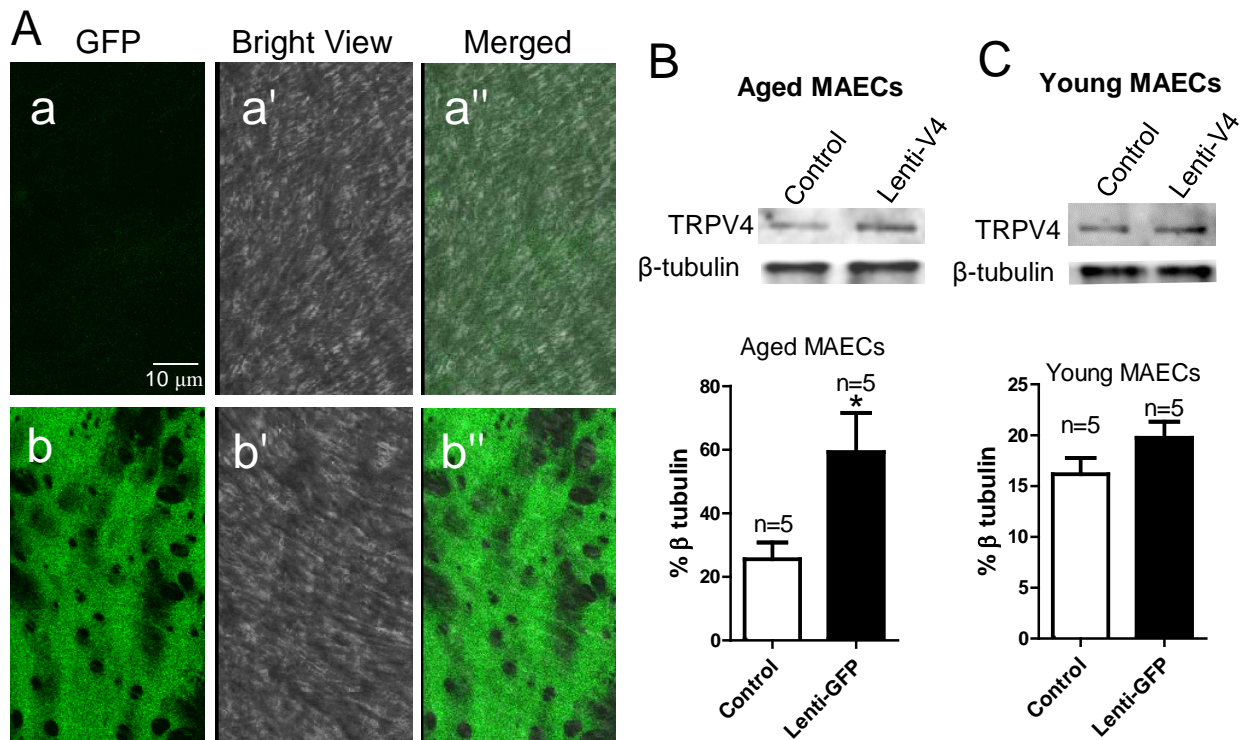 A
GFP
Bright View
Merged
a
a'
a''
10 μm
b
b'
b''
B
Aged MAECs
Control
Lenti-V4
TRPV4
β-tubulin
Aged MAECs
80
60
40
20
0
% β tubulin
n=5
n=5
*
Control
Lenti-GFP
C
Young MAECs
Control
Lenti-V4
TRPV4
β-tubulin
Young MAECs
25
20
15
10
5
0
% β tubulin
n=5
n=5
Control
Lenti-GFP